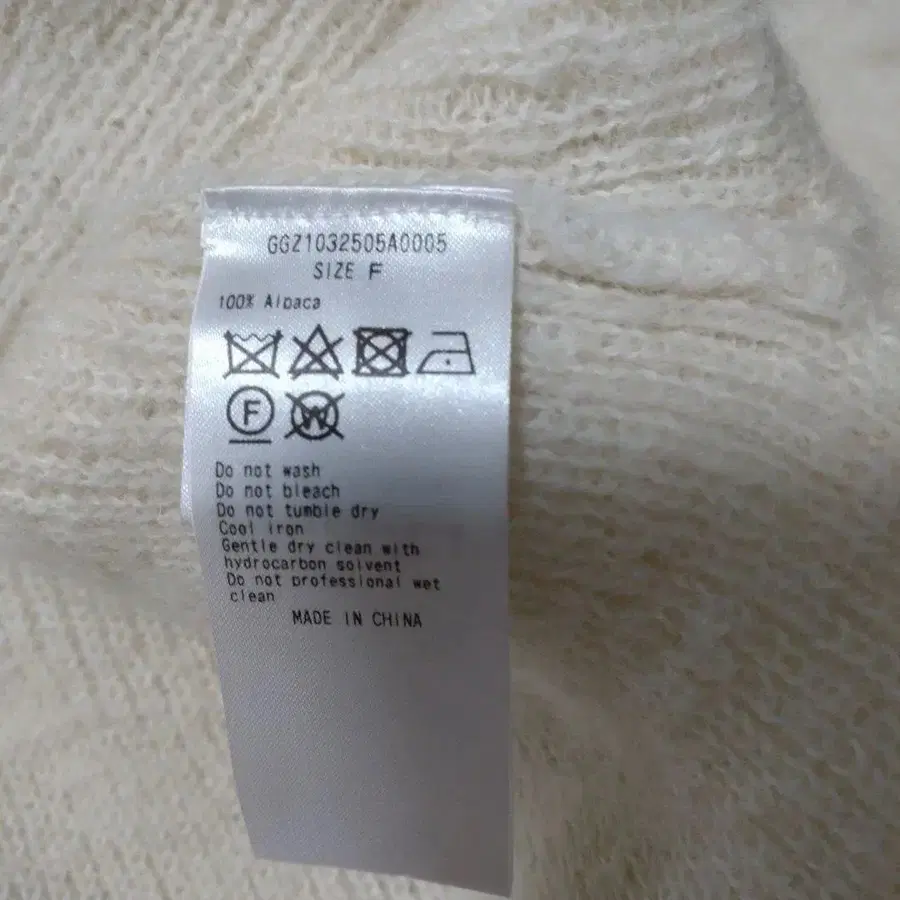 GGZ1032505A0005
SIZE F
100% Alpaca
F W
Do not wash
Do not bleach
Do not tumble dry
Cool iron
Gentle dry clean with
hydrocarbon solvent
Do not professional wet
clean
MADE IN CHINA